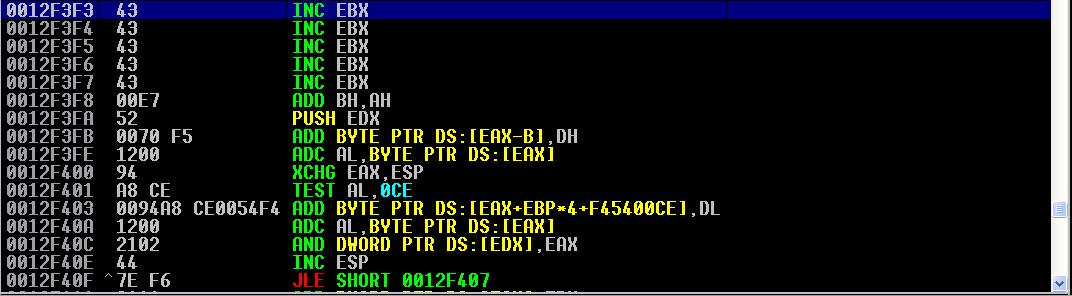 0012F3F3 43 INC EBX
0012F3F4 43 INC EBX
0012F3F5 43 INC EBX
0012F3F6 43 INC EBX
0012F3F7 43 INC EBX
0012F3F8 00E7 ADD BH,AH
0012F3FA 52 PUSH EDX
0012F3FB 0070 F5 ADD BYTE PTR DS:[EAX-B],DH
0012F3FE 1200 ADC AL,BYTE PTR DS:[EAX]
0012F400 94 XCHG EAX,ESP
0012F401 A8 CE TEST AL,0CE
0012F403 0094A8 CE0054F4 ADD BYTE PTR DS:[EAX+EBP*4+F45400CE],DL
0012F40A 1200 ADC AL,BYTE PTR DS:[EAX]
0012F40C 2102 AND DWORD PTR DS:[EDX],EAX
0012F40E 44 INC ESP
0012F40F ^7E F6 JLE SHORT 0012F407